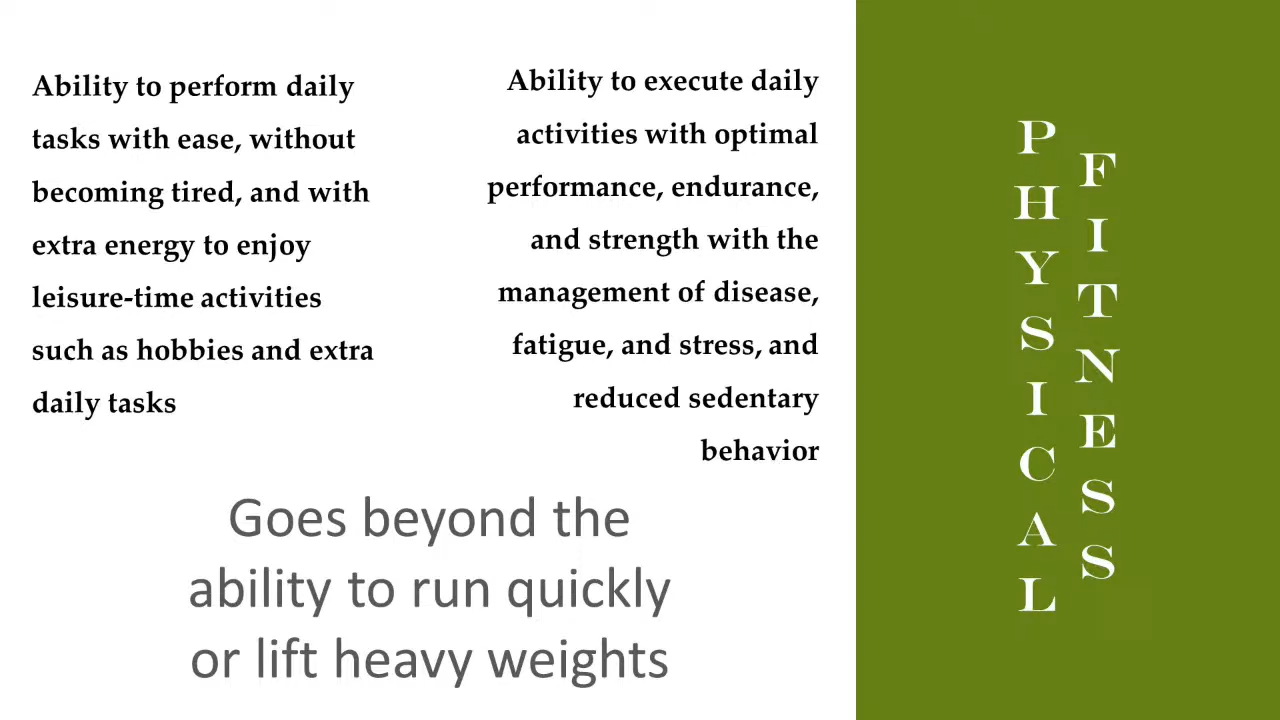 Ability to perform daily
tasks with ease, without
becoming tired, and with
extra energy to enjoy
leisure-time activities
such as hobbies and extra
daily tasks
Ability to execute daily
activities with optimal
performance, endurance,
and strength with the
management of disease,
fatigue, and stress, and
reduced sedentary
behavior
Goes beyond the
ability to run quickly
or lift heavy weights
PHYSICAL
FITNESS